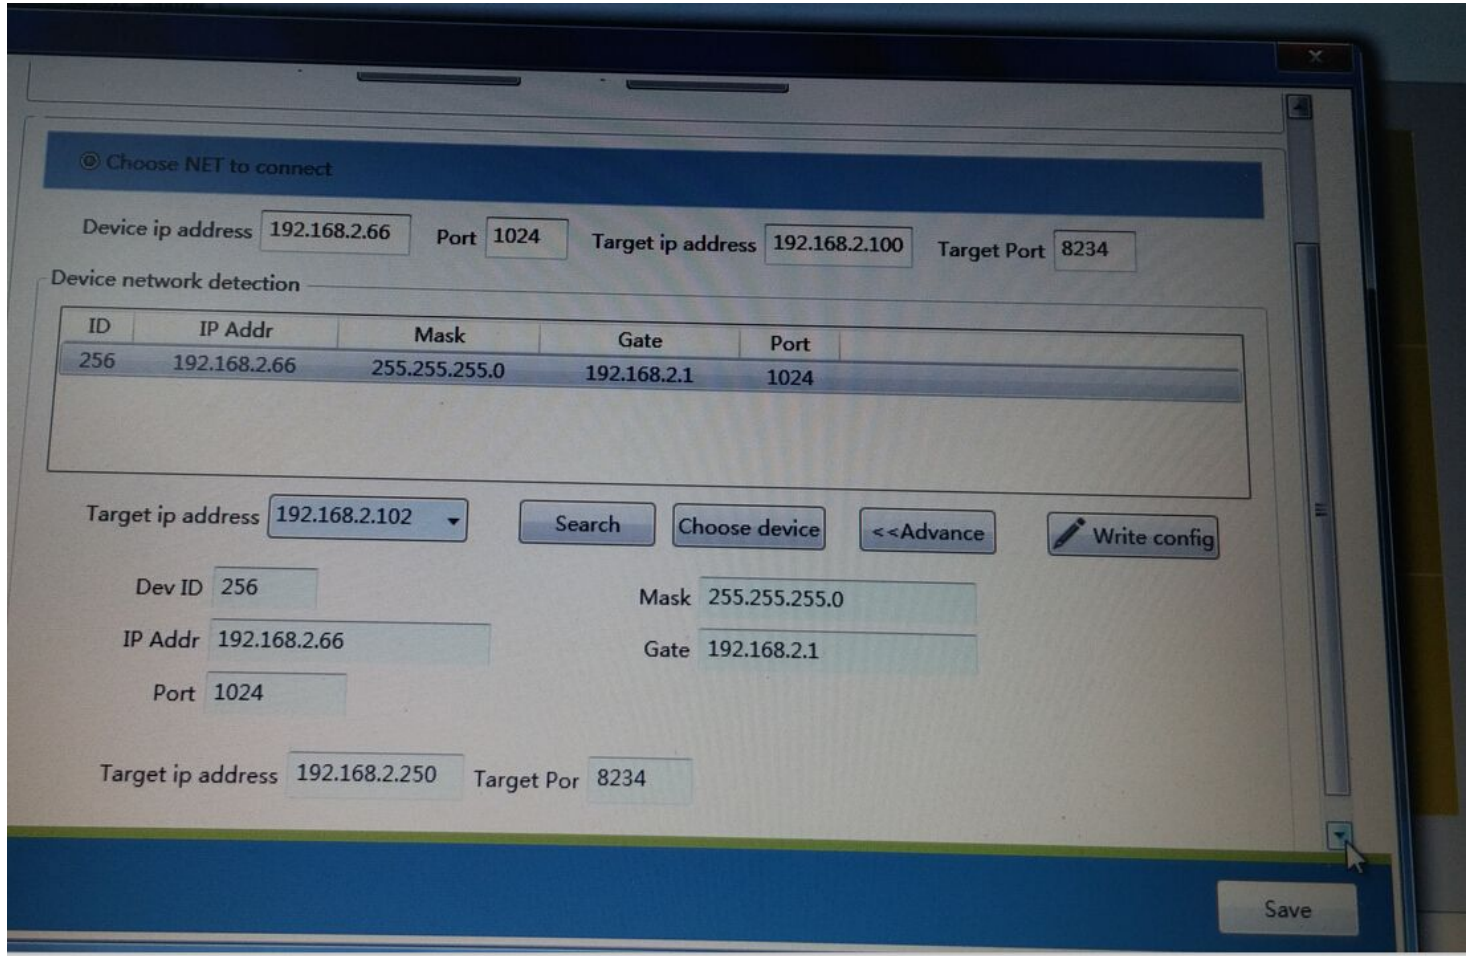 x
Choose NET to connect
Device ip address 192.168.2.66 Port 1024 Target ip address 192.168.2.100 Target Port 8234
Device network detection
ID IP Addr Mask Gate Port
256 192.168.2.66 255.255.255.0 192.168.2.1 1024
Target ip address 192.168.2.102 Search Choose device <<Advance Write config
Dev ID 256 Mask 255.255.255.0
IP Addr 192.168.2.66 Gate 192.168.2.1
Port 1024
Target ip address 192.168.2.250 Target Por 8234
Save